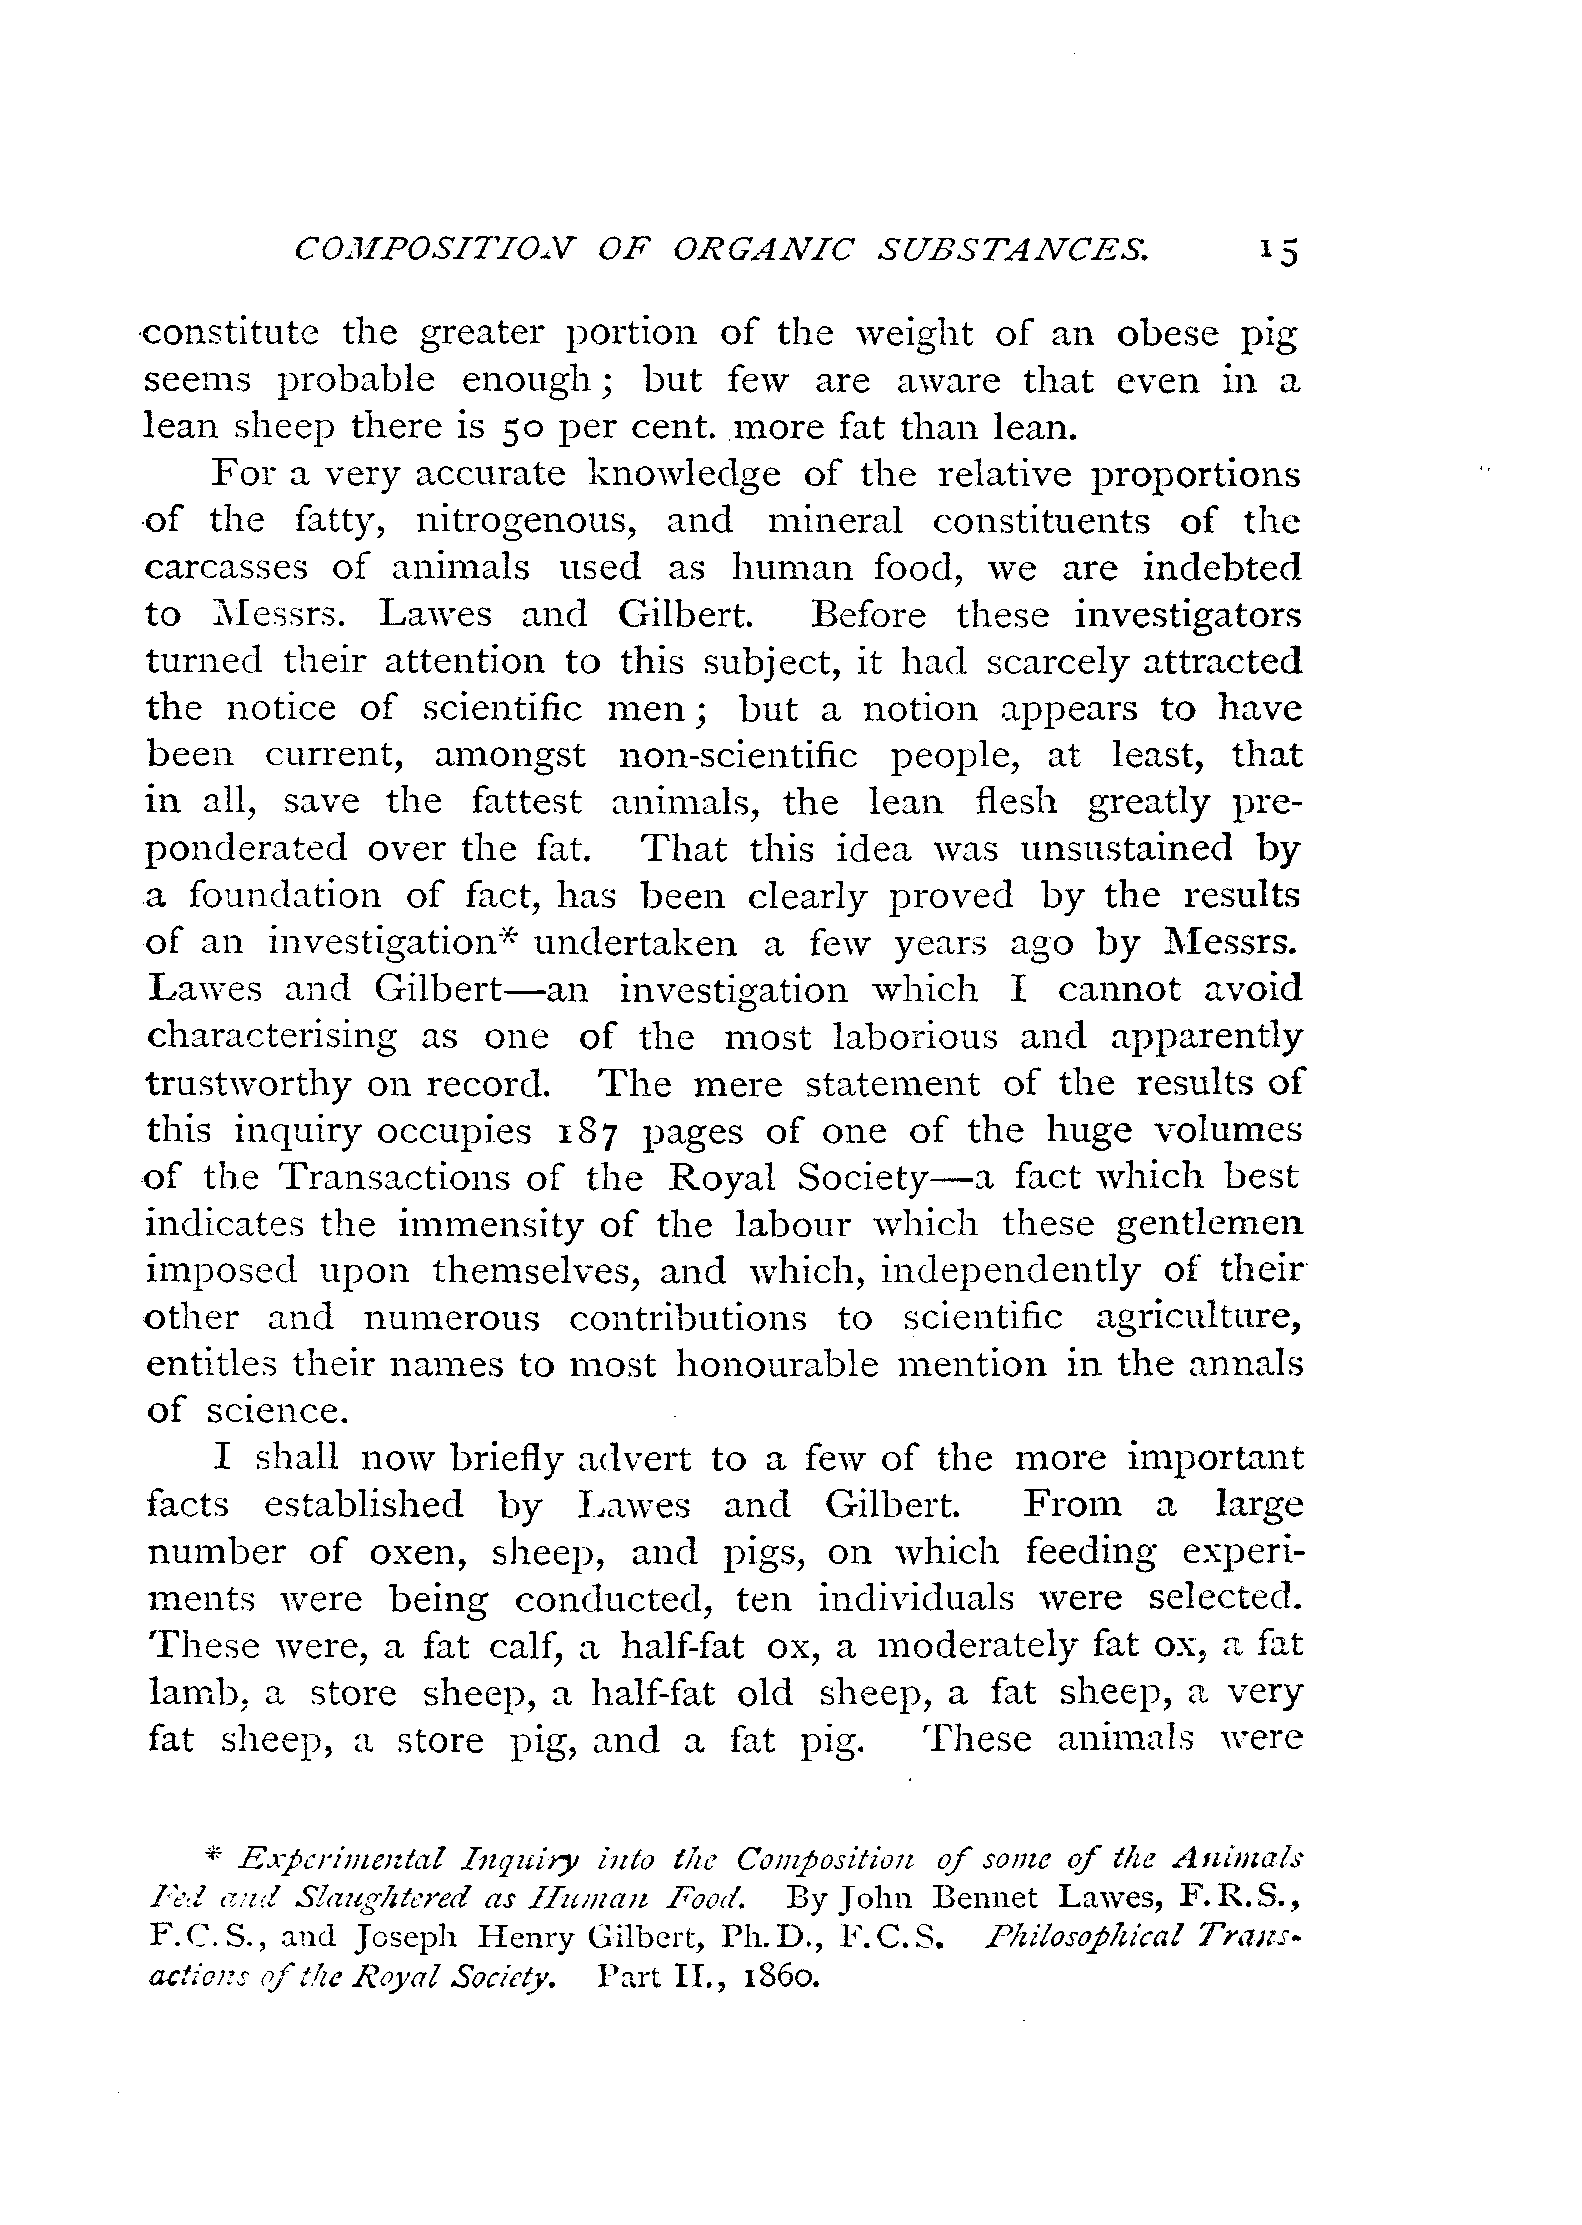 COMPOSITION OF ORGANIC SUBSTANCES. 15
constitute the greater portion of the weight of an obese pig
seems probable enough; but few are aware that even in a
lean sheep there is 50 per cent. more fat than lean.
For a very accurate knowledge of the relative proportions
of the fatty, nitrogenous, and mineral constituents of the
carcasses of animals used as human food, we are indebted
to Messrs. Lawes and Gilbert. Before these investigators
turned their attention to this subject, it had scarcely attracted
the notice of scientific men; but a notion appears to have
been current, amongst non-scientific people, at least, that
in all, save the fattest animals, the lean flesh greatly pre-
ponderated over the fat. That this idea was unsustained by
a foundation of fact, has been clearly proved by the results
of an investigation* undertaken a few years ago by Messrs.
Lawes and Gilbert—an investigation which I cannot avoid
characterising as one of the most laborious and apparently
trustworthy on record. The mere statement of the results of
this inquiry occupies 187 pages of one of the huge volumes
of the Transactions of the Royal Society—a fact which best
indicates the immensity of the labour which these gentlemen
imposed upon themselves, and which, independently of their
other and numerous contributions to scientific agriculture,
entitles their names to most honourable mention in the annals
of science.
I shall now briefly advert to a few of the more important
facts established by Lawes and Gilbert. From a large
number of oxen, sheep, and pigs, on which feeding experi-
ments were being conducted, ten individuals were selected.
These were, a fat calf, a half-fat ox, a moderately fat ox, a fat
lamb, a store sheep, a half-fat old sheep, a fat sheep, a very
fat sheep, a store pig, and a fat pig. These animals were
* Experimental Inquiry into the Composition of some of the Animals
Fed and Slaughtered as Human Food. By John Bennet Lawes, F.R.S.,
F.C.S., and Joseph Henry Gilbert, Ph.D., F.C.S. Philosophical Trans-
actions of the Royal Society. Part II., 1860.